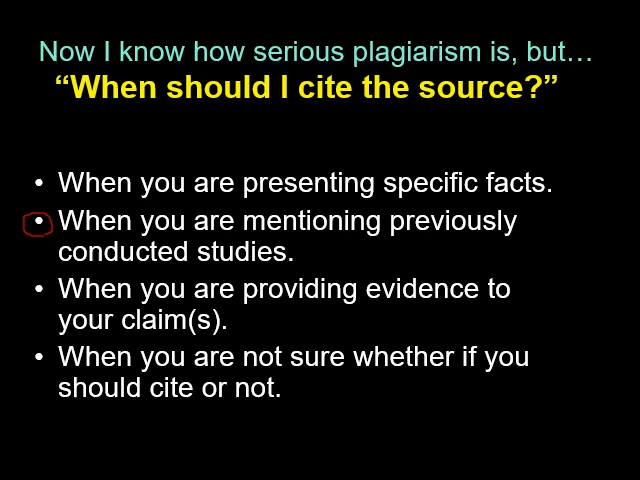 Now I know how serious plagiarism is, but…
“When should I cite the source?”
• When you are presenting specific facts.
• When you are mentioning previously
conducted studies.
• When you are providing evidence to
your claim(s).
• When you are not sure whether if you
should cite or not.